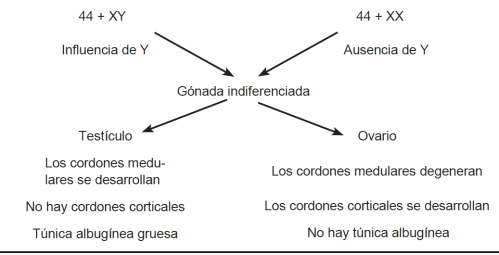 44 + XY
44 + XX
Influencia de Y
Ausencia de Y
Gónada indiferenciada
Testículo
Ovario
Los cordones medu-
lares se desarrollan
Los cordones medulares degeneran
No hay cordones corticales
Los cordones corticales se desarrollan
Túnica albugínea gruesa
No hay túnica albugínea